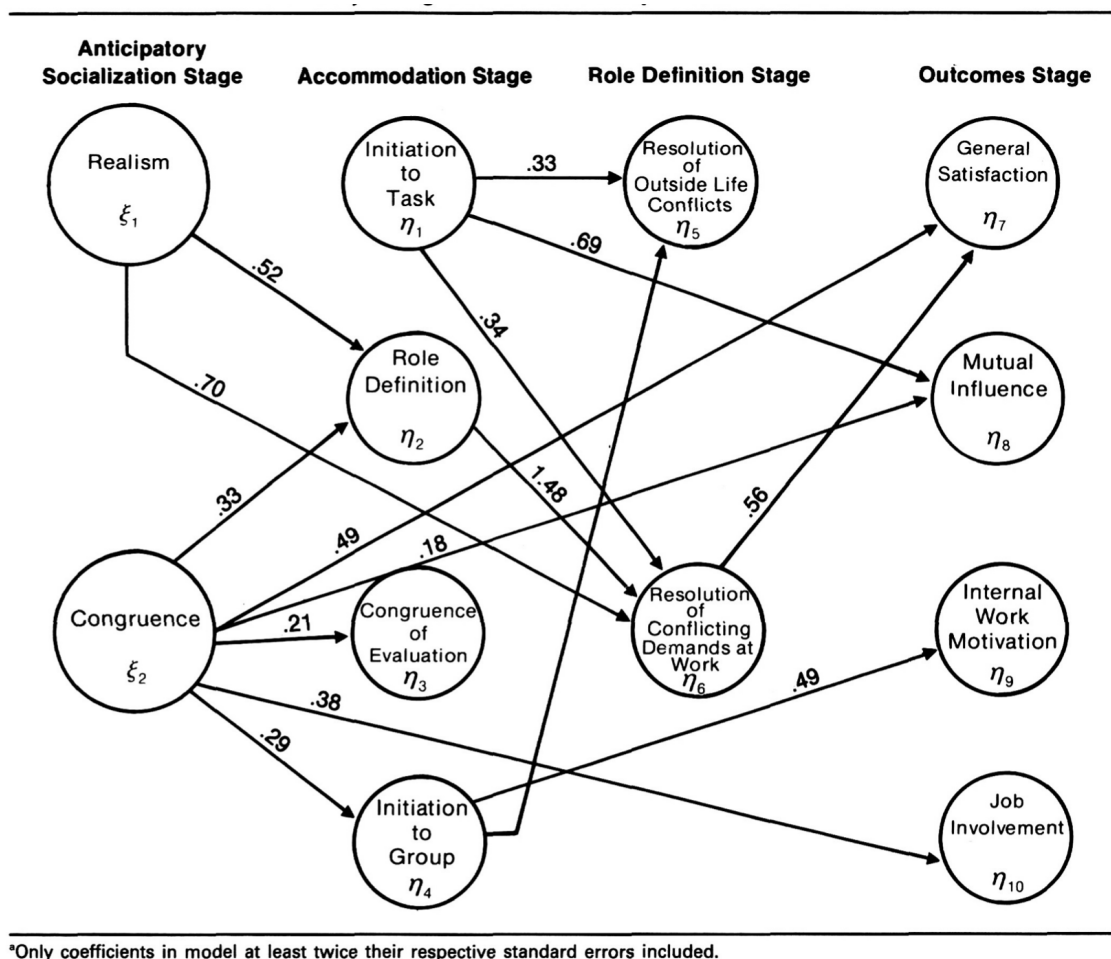 Anticipatory
Socialization Stage
Accommodation Stage
Role Definition Stage
Outcomes Stage
Realism
ξ₁
Initiation
to
Task
η₁
.33
Resolution
of
Outside Life
Conflicts
η₅
General
Satisfaction
η₇
.52
.69
.34
Role
Definition
η₂
Mutual
Influence
η₈
.70
1.48
.56
.33
.49
.18
Congruence
ξ₂
.21
Congruence
of
Evaluation
η₃
Resolution
of
Conflicting
Demands at
Work
η₆
Internal
Work
Motivation
η₉
.38
.49
.29
Initiation
to
Group
η₄
Job
Involvement
η₁₀
ᵃOnly coefficients in model at least twice their respective standard errors included.